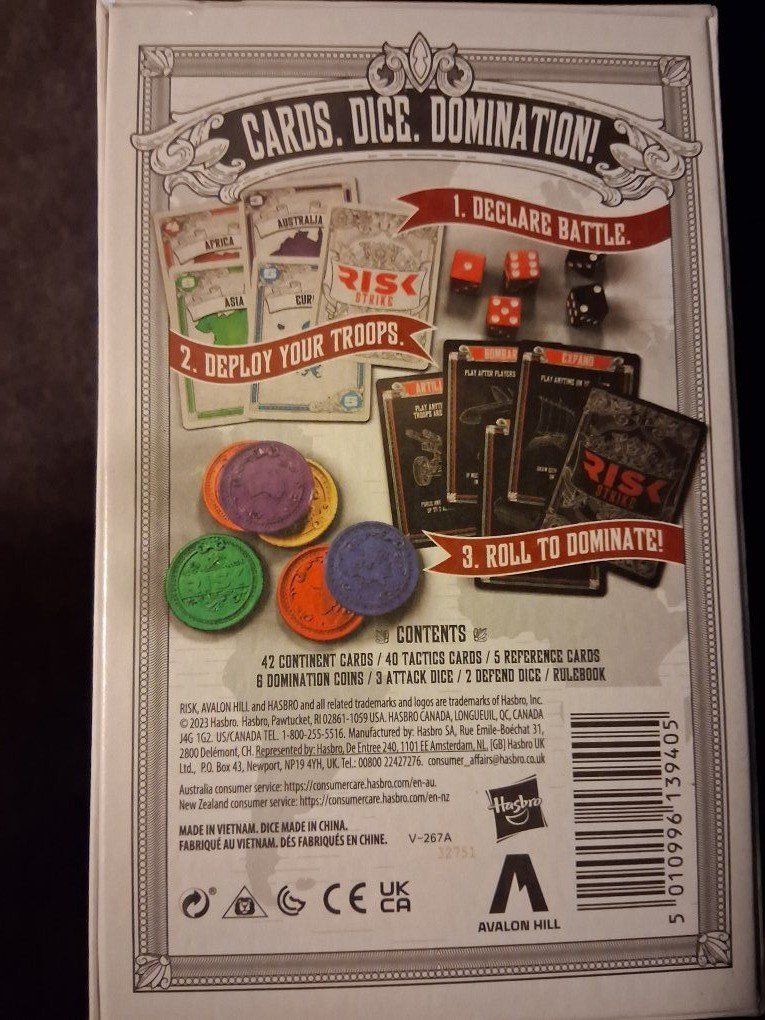 CARDS. DICE. DOMINATION!
1. DECLARE BATTLE.
AFRICA
AUSTRALIA
ASIA
RISK
STRIKE
2. DEPLOY YOUR TROOPS.
EXPAND
PLAY AFTER PLAYERS
RISK
STRIKE
3. ROLL TO DOMINATE!
CONTENTS
42 CONTINENT CARDS / 40 TACTICS CARDS / 5 REFERENCE CARDS
6 DOMINATION COINS / 3 ATTACK DICE / 2 DEFEND DICE / RULEBOOK
RISK, AVALON HILL and HASBRO and all related trademarks and logos are trademarks of Hasbro, Inc.
© 2023 Hasbro. Hasbro, Pawtucket, RI 02861-1059 USA. HASBRO CANADA, LONGUEUIL, QC, CANADA
J4G 1G2. US/CANADA TEL. 1-800-255-5516. Manufactured by: Hasbro SA, Rue Emile-Boéchat 31,
2800 Delémont, CH. Represented by: Hasbro, De Entree 240, 1101 EE Amsterdam, NL. [GB] Hasbro UK
Ltd., P.O. Box 43, Newport, NP19 4YH, UK. Tel.: 00800 22427276. consumer_affairs@hasbro.co.uk
Australia consumer service: https://consumercare.hasbro.com/en-au.
New Zealand consumer service: https://consumercare.hasbro.com/en-nz
MADE IN VIETNAM. DICE MADE IN CHINA.
FABRIQUÉ AU VIETNAM. DÉS FABRIQUÉS EN CHINE. V-267A
32751
Hasbro
CE UK
CA
AVALON HILL
5 010996 139405